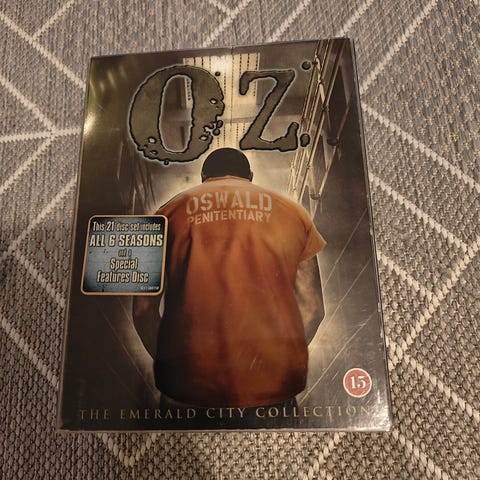 OZ.
OSWALD
PENITENTIARY
This 21 disc set includes
ALL 6 SEASONS
and a
Special
Features Disc
15
THE EMERALD CITY COLLECTION